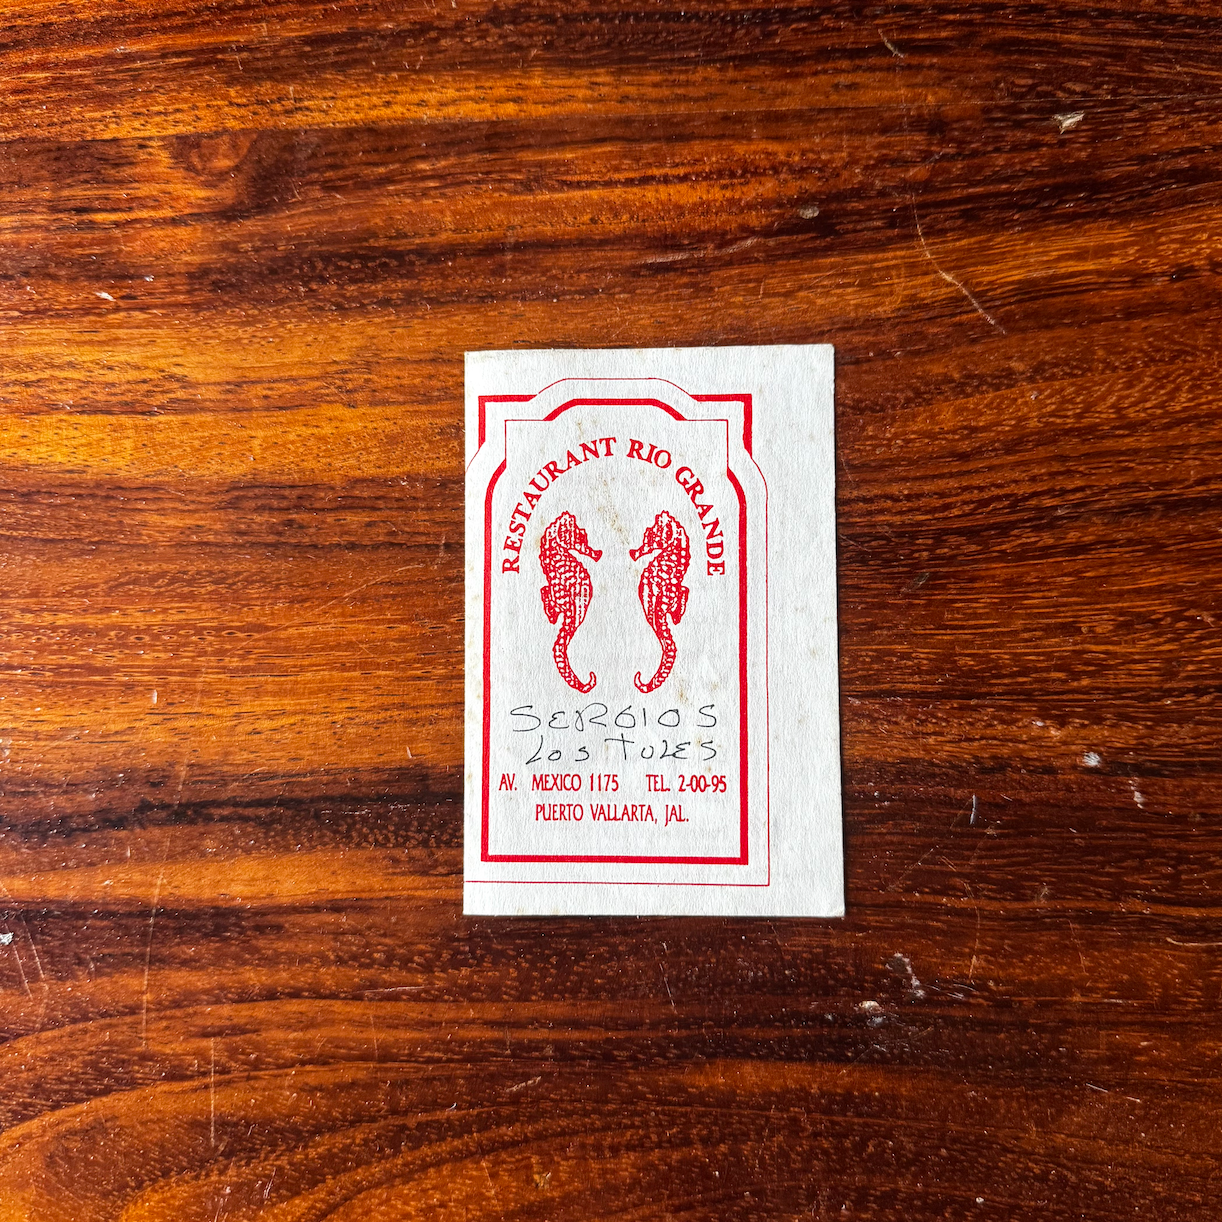 RESTAURANT RIO GRANDE
SERGIOS
LOS TULES
AV. MEXICO 1175 TEL. 2-00-95
PUERTO VALLARTA, JAL.